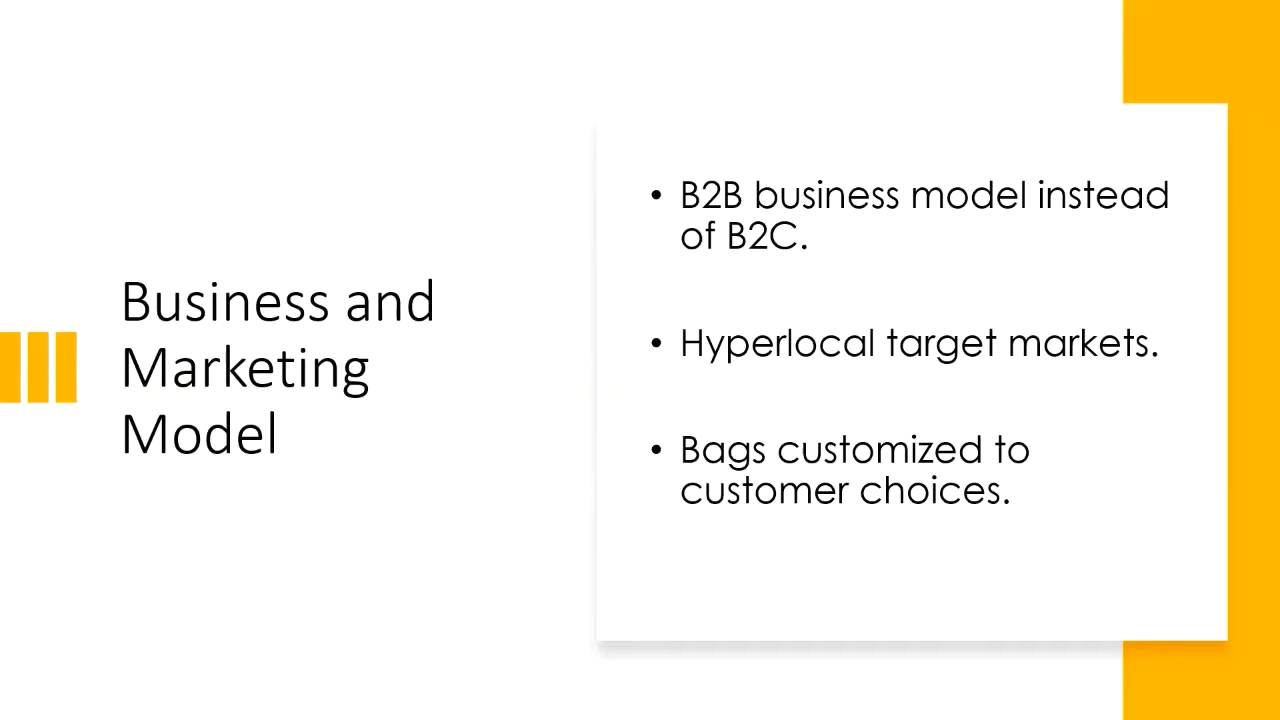 Business and
Marketing
Model
• B2B business model instead
of B2C.
• Hyperlocal target markets.
• Bags customized to
customer choices.